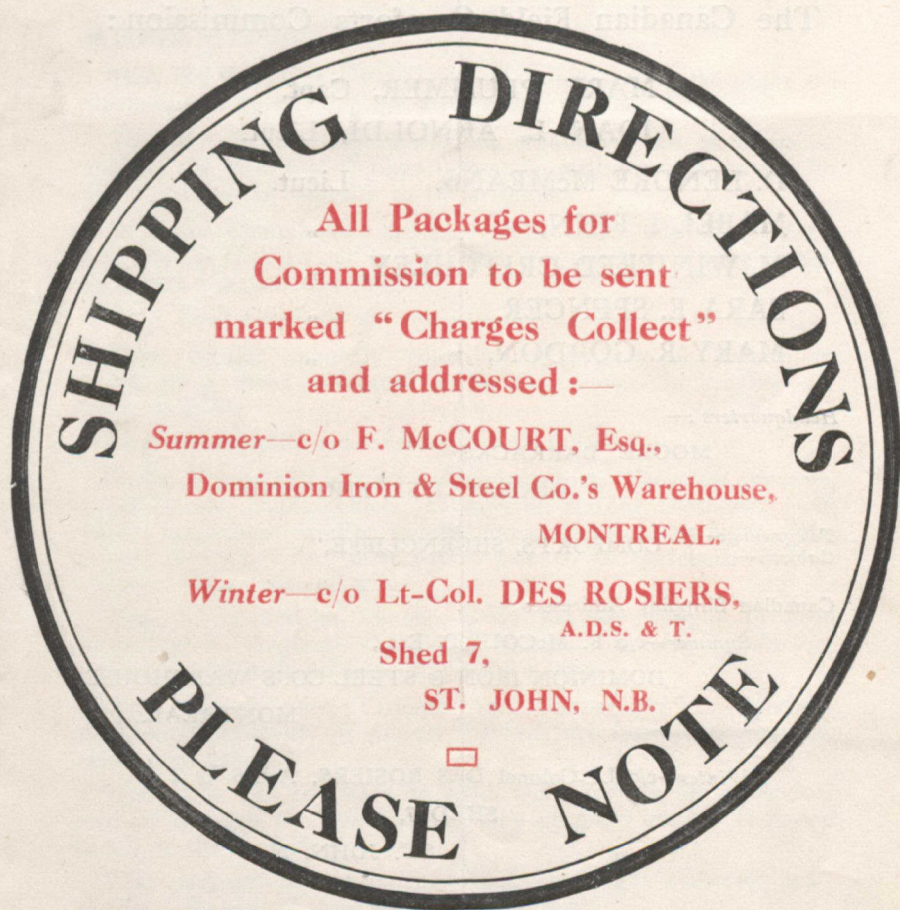 SHIPPING DIRECTIONS
All Packages for
Commission to be sent
marked “Charges Collect”
and addressed :—
Summer—c/o F. McCOURT, Esq.,
Dominion Iron & Steel Co.'s Warehouse,
MONTREAL.
Winter—c/o Lt-Col. DES ROSIERS,
A.D.S. & T.
Shed 7,
ST. JOHN, N.B.
PLEASE NOTE